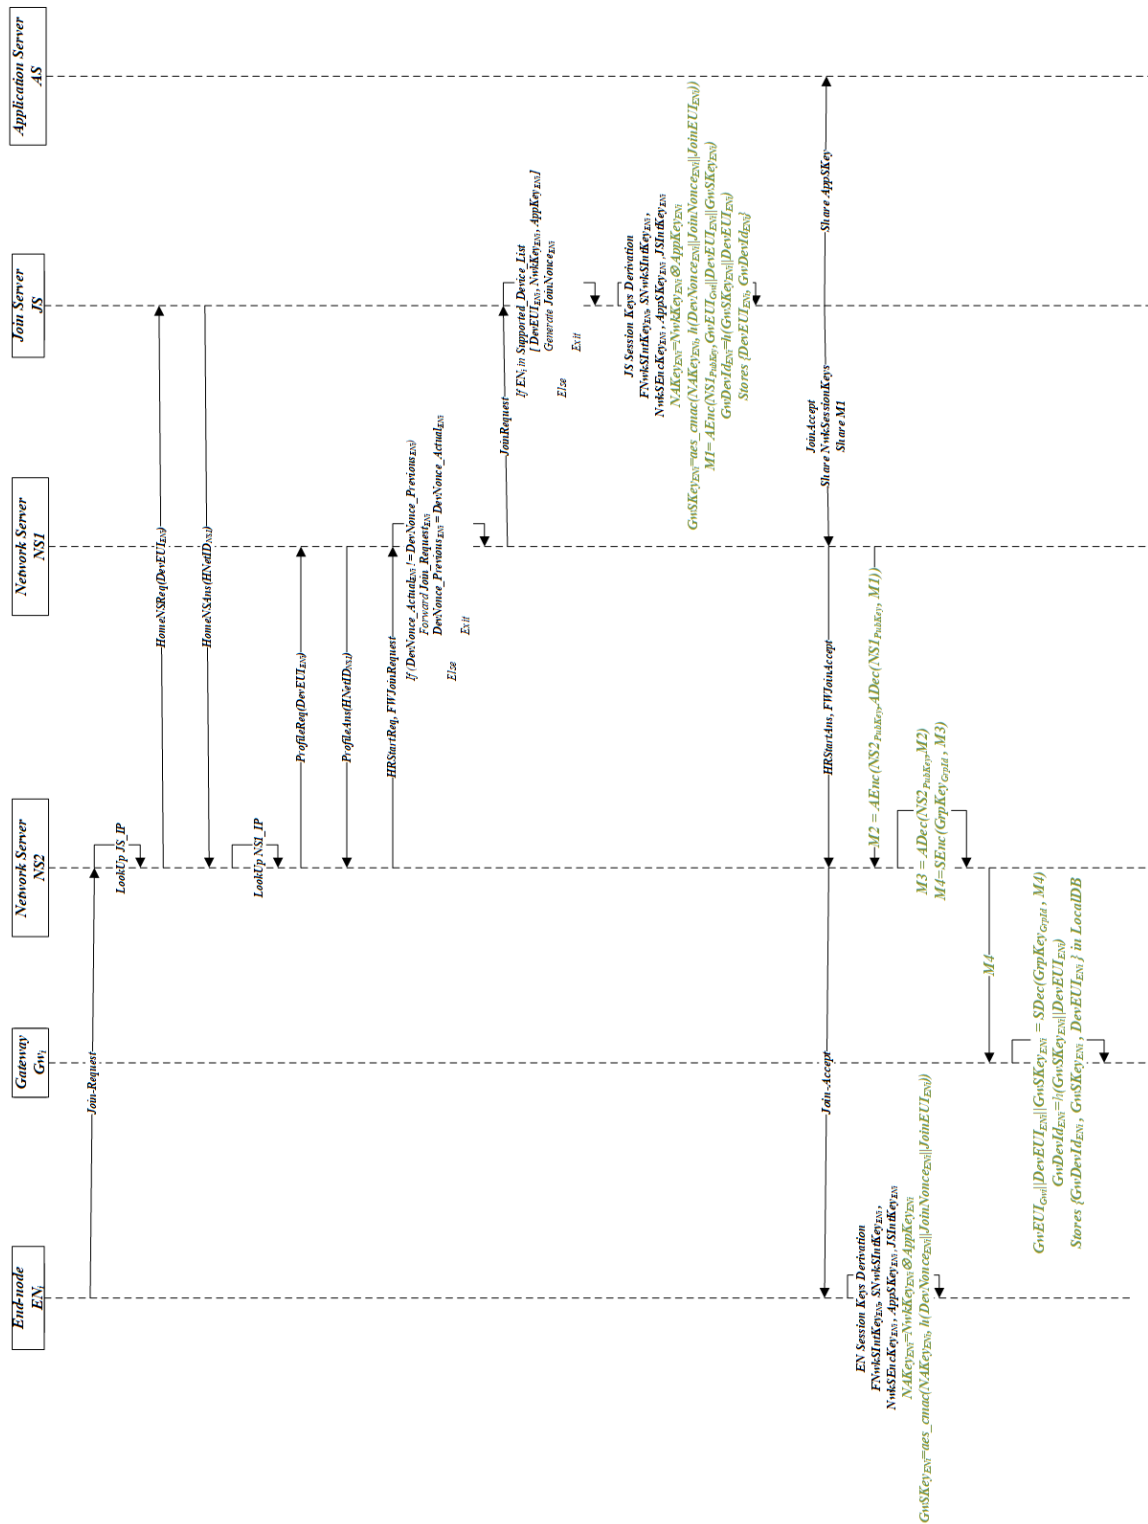 End-node
ENi
Gateway
Gwi
Network Server
NS2
Network Server
NS1
Join Server
JS
Application Server
AS
Join-Request
LookUp JS_IP
HomeNSReq(DevEUIENi)
HomeNSAns(HNetIDNS1)
LookUp NS1_IP
ProfileReq(DevEUIENi)
ProfileAns(HNetIDNS1)
HRStartReq, FWJoinRequest
If (DevNonce_ActualENi != DevNonce_PreviousENi)
Forward Join_RequestENi
DevNonce_PreviousENi = DevNonce_ActualENi
Else
Exit
JoinRequest
If ENi in Supported_Device_List
[ DevEUIENi, NwkKeyENi, AppKeyENi ]
Generate JoinNonceENi
Else
Exit
JS Session Keys Derivation
FNwkSIntKeyENi, SNwkSIntKeyENi,
NwkSEncKeyENi, AppSKeyENi, JSIntKeyENi
NAKeyENi=NwkKeyENi⊗AppKeyENi
GwSKeyENi=aes_cmac(NAKeyENi, h(DevNonceENi||JoinNonceENi||JoinEUIENi))
M1= AEnc(NS1PubKey, GwEUIGwi||DevEUIENi||GwSKeyENi)
GwDevIdENi=h(GwSKeyENi||DevEUIENi)
Stores {DevEUIENi, GwDevIdENi}
JoinAccept
Share NwkSessionKeys
Share M1
Share AppSKey
HRStartAns, FWJoinAccept
Join-Accept
EN Session Keys Derivation
FNwkSIntKeyENi, SNwkSIntKeyENi,
NwkSEncKeyENi, AppSKeyENi, JSIntKeyENi
NAKeyENi=NwkKeyENi⊗AppKeyENi
GwSKeyENi=aes_cmac(NAKeyENi, h(DevNonceENi||JoinNonceENi||JoinEUIENi))
M2 = AEnc(NS2PubKey,ADec(NS1PubKey, M1))
M3 = ADec(NS2PubKey,M2)
M4=SEnc(GrpKeyGrpId, M3)
M4
GwEUIGwi||DevEUIENi||GwSKeyENi = SDec(GrpKeyGrpId, M4)
GwDevIdENi=h(GwSKeyENi||DevEUIENi)
Stores {GwDevIdENi, GwSKeyENi, DevEUIENi} in LocalDB